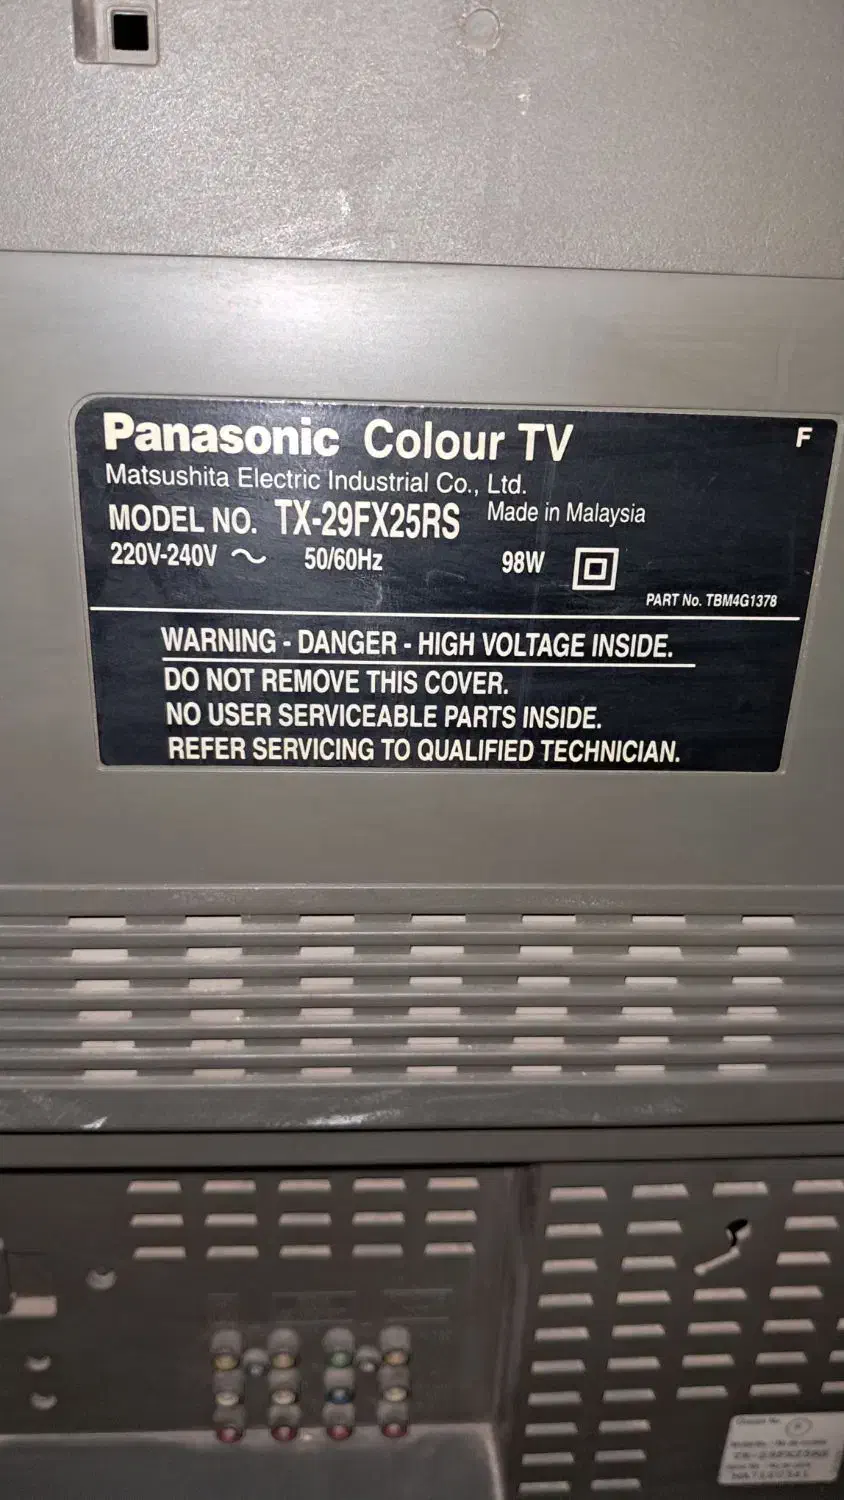 Panasonic Colour TV F
Matsushita Electric Industrial Co., Ltd.
MODEL NO. TX-29FX25RS Made in Malaysia
220V-240V ~ 50/60Hz 98W
PART No. TBM4G1378
WARNING - DANGER - HIGH VOLTAGE INSIDE.
DO NOT REMOVE THIS COVER.
NO USER SERVICEABLE PARTS INSIDE.
REFER SERVICING TO QUALIFIED TECHNICIAN.